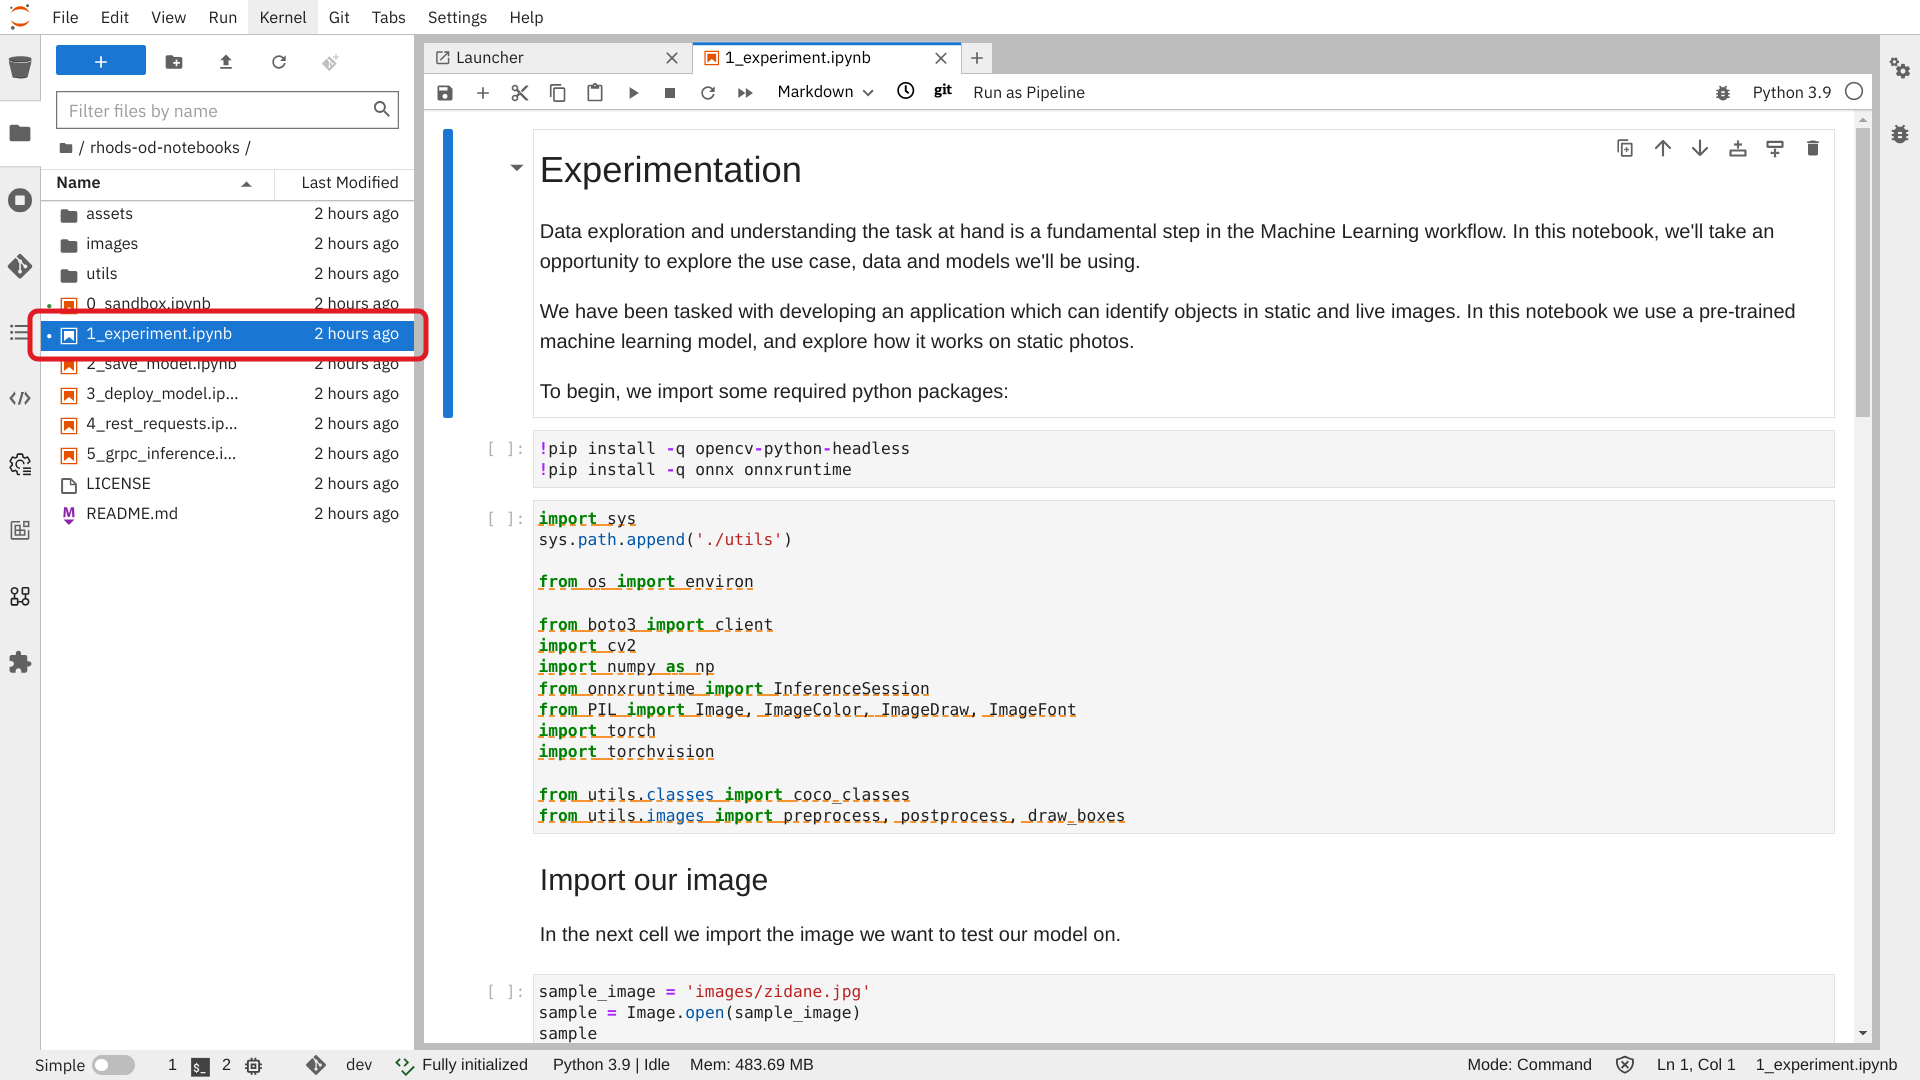 File Edit View Run Kernel Git Tabs Settings Help
+
Filter files by name
/ rhods-od-notebooks /
Name Last Modified
assets 2 hours ago
images 2 hours ago
utils 2 hours ago
0_sandbox.ipynb 2 hours ago
1_experiment.ipynb 2 hours ago
2_save_model.ipynb 2 hours ago
3_deploy_model.ip... 2 hours ago
4_rest_requests.ip... 2 hours ago
5_grpc_inference.i... 2 hours ago
LICENSE 2 hours ago
M README.md 2 hours ago
Launcher 1_experiment.ipynb
Markdown git Run as Pipeline Python 3.9
Experimentation
Data exploration and understanding the task at hand is a fundamental step in the Machine Learning workflow. In this notebook, we'll take an
opportunity to explore the use case, data and models we'll be using.
We have been tasked with developing an application which can identify objects in static and live images. In this notebook we use a pre-trained
machine learning model, and explore how it works on static photos.
To begin, we import some required python packages:
[ ]: !pip install -q opencv-python-headless
!pip install -q onnx onnxruntime
[ ]: import sys
sys.path.append('./utils')
from os import environ
from boto3 import client
import cv2
import numpy as np
from onnxruntime import InferenceSession
from PIL import Image, ImageColor, ImageDraw, ImageFont
import torch
import torchvision
from utils.classes import coco_classes
from utils.images import preprocess, postprocess, draw_boxes
Import our image
In the next cell we import the image we want to test our model on.
[ ]: sample_image = 'images/zidane.jpg'
sample = Image.open(sample_image)
sample
Simple 1 $_ 2 dev Fully initialized Python 3.9 | Idle Mem: 483.69 MB Mode: Command Ln 1, Col 1 1_experiment.ipynb